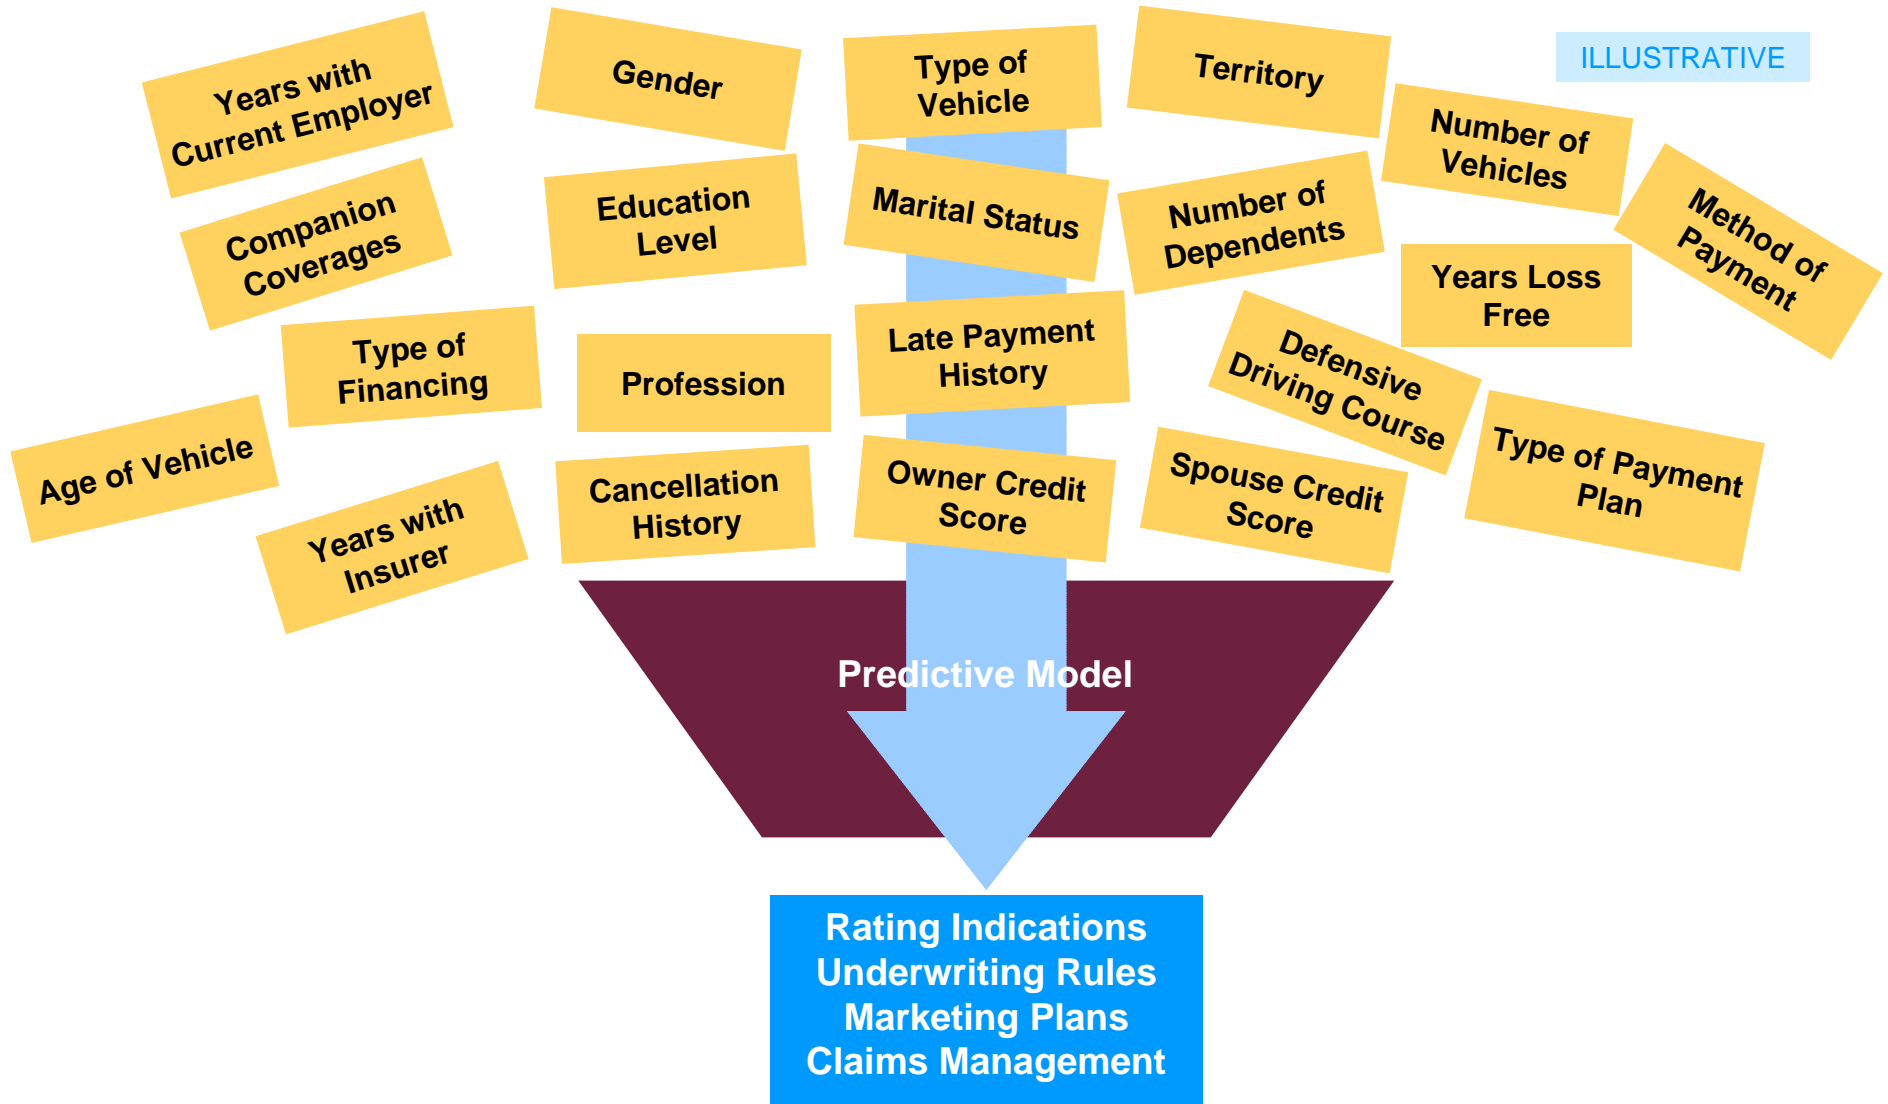 Years with
Current Employer
Gender
Type of
Vehicle
Territory
ILLUSTRATIVE
Number of
Vehicles
Method of
Payment
Companion
Coverages
Education
Level
Marital Status
Number of
Dependents
Years Loss
Free
Type of
Financing
Profession
Late Payment
History
Defensive
Driving Course
Age of Vehicle
Years with
Insurer
Cancellation
History
Owner Credit
Score
Spouse Credit
Score
Type of Payment
Plan
Predictive Model
Rating Indications
Underwriting Rules
Marketing Plans
Claims Management